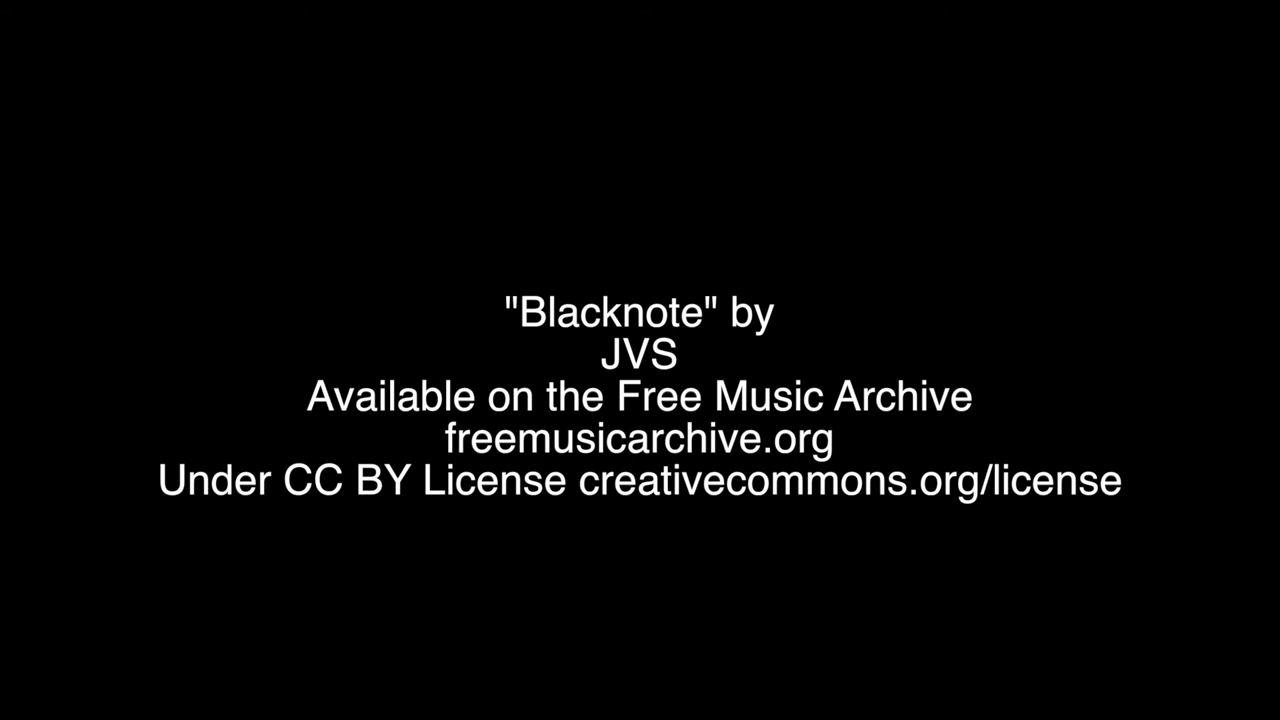 "Blacknote" by
JVS
Available on the Free Music Archive
freemusicarchive.org
Under CC BY License creativecommons.org/license